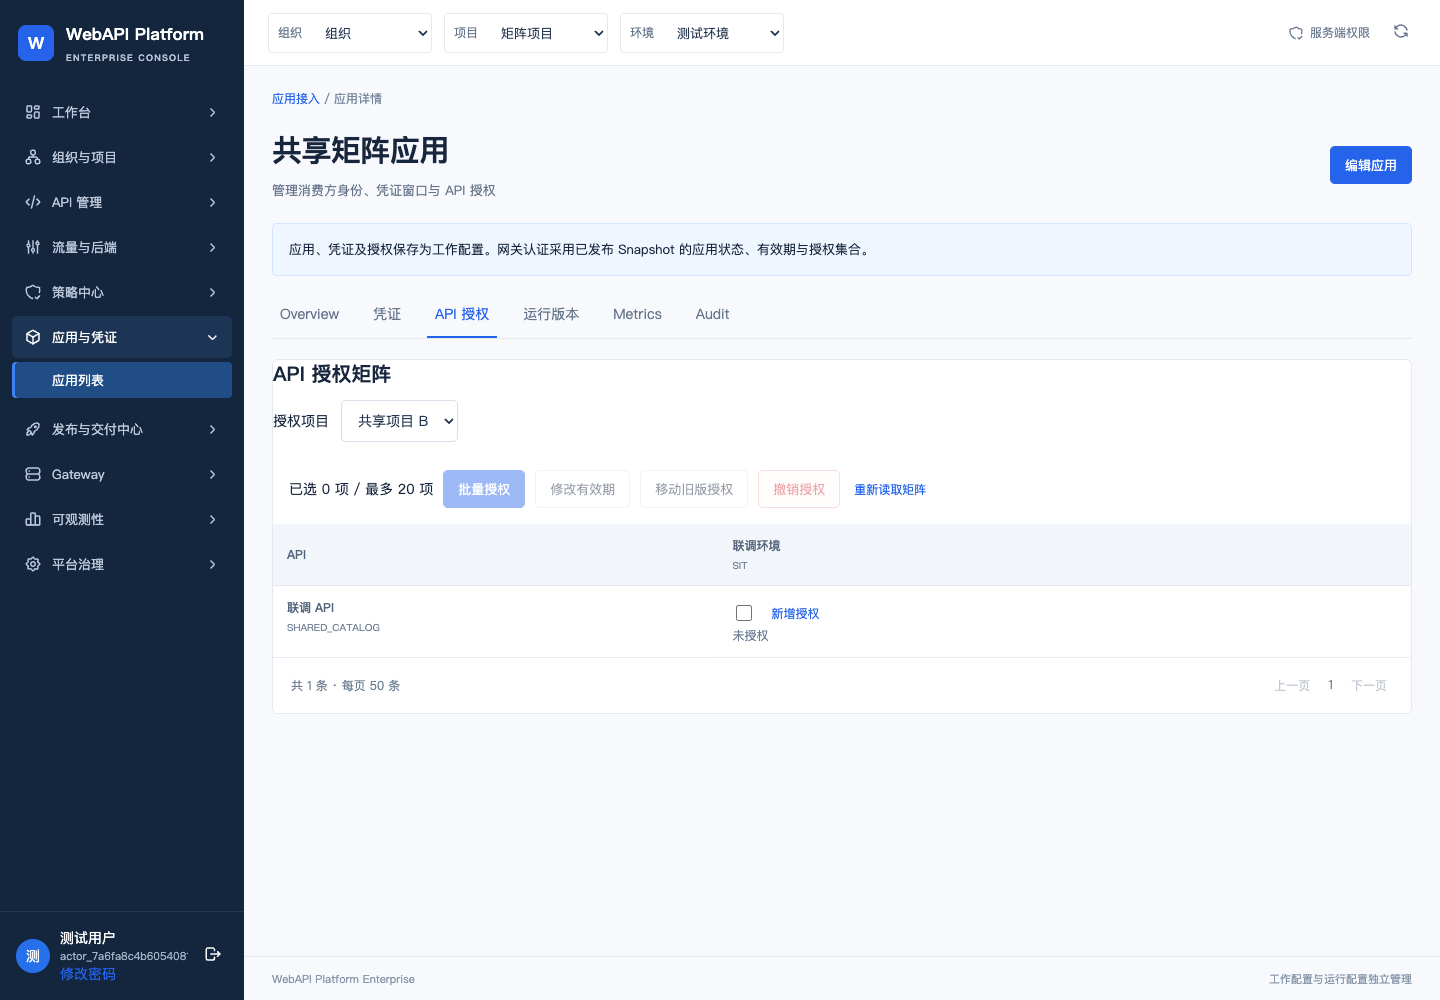 W
WebAPI Platform
ENTERPRISE CONSOLE
工作台
组织与项目
API 管理
流量与后端
策略中心
应用与凭证
应用列表
发布与交付中心
Gateway
可观测性
平台治理
测
测试用户
actor_7a6fa8c4b605408
修改密码
组织 组织
项目 矩阵项目
环境 测试环境
服务端权限
应用接入 / 应用详情
共享矩阵应用
管理消费方身份、凭证窗口与 API 授权
编辑应用
应用、凭证及授权保存为工作配置。网关认证采用已发布 Snapshot 的应用状态、有效期与授权集合。
Overview 凭证 API 授权 运行版本 Metrics Audit
API 授权矩阵
授权项目 共享项目 B
已选 0 项 / 最多 20 项 批量授权 修改有效期 移动旧版授权 撤销授权 重新读取矩阵
API 联调环境
SIT
联调 API
SHARED_CATALOG
新增授权
未授权
共 1 条 · 每页 50 条
上一页 1 下一页
WebAPI Platform Enterprise
工作配置与运行配置独立管理